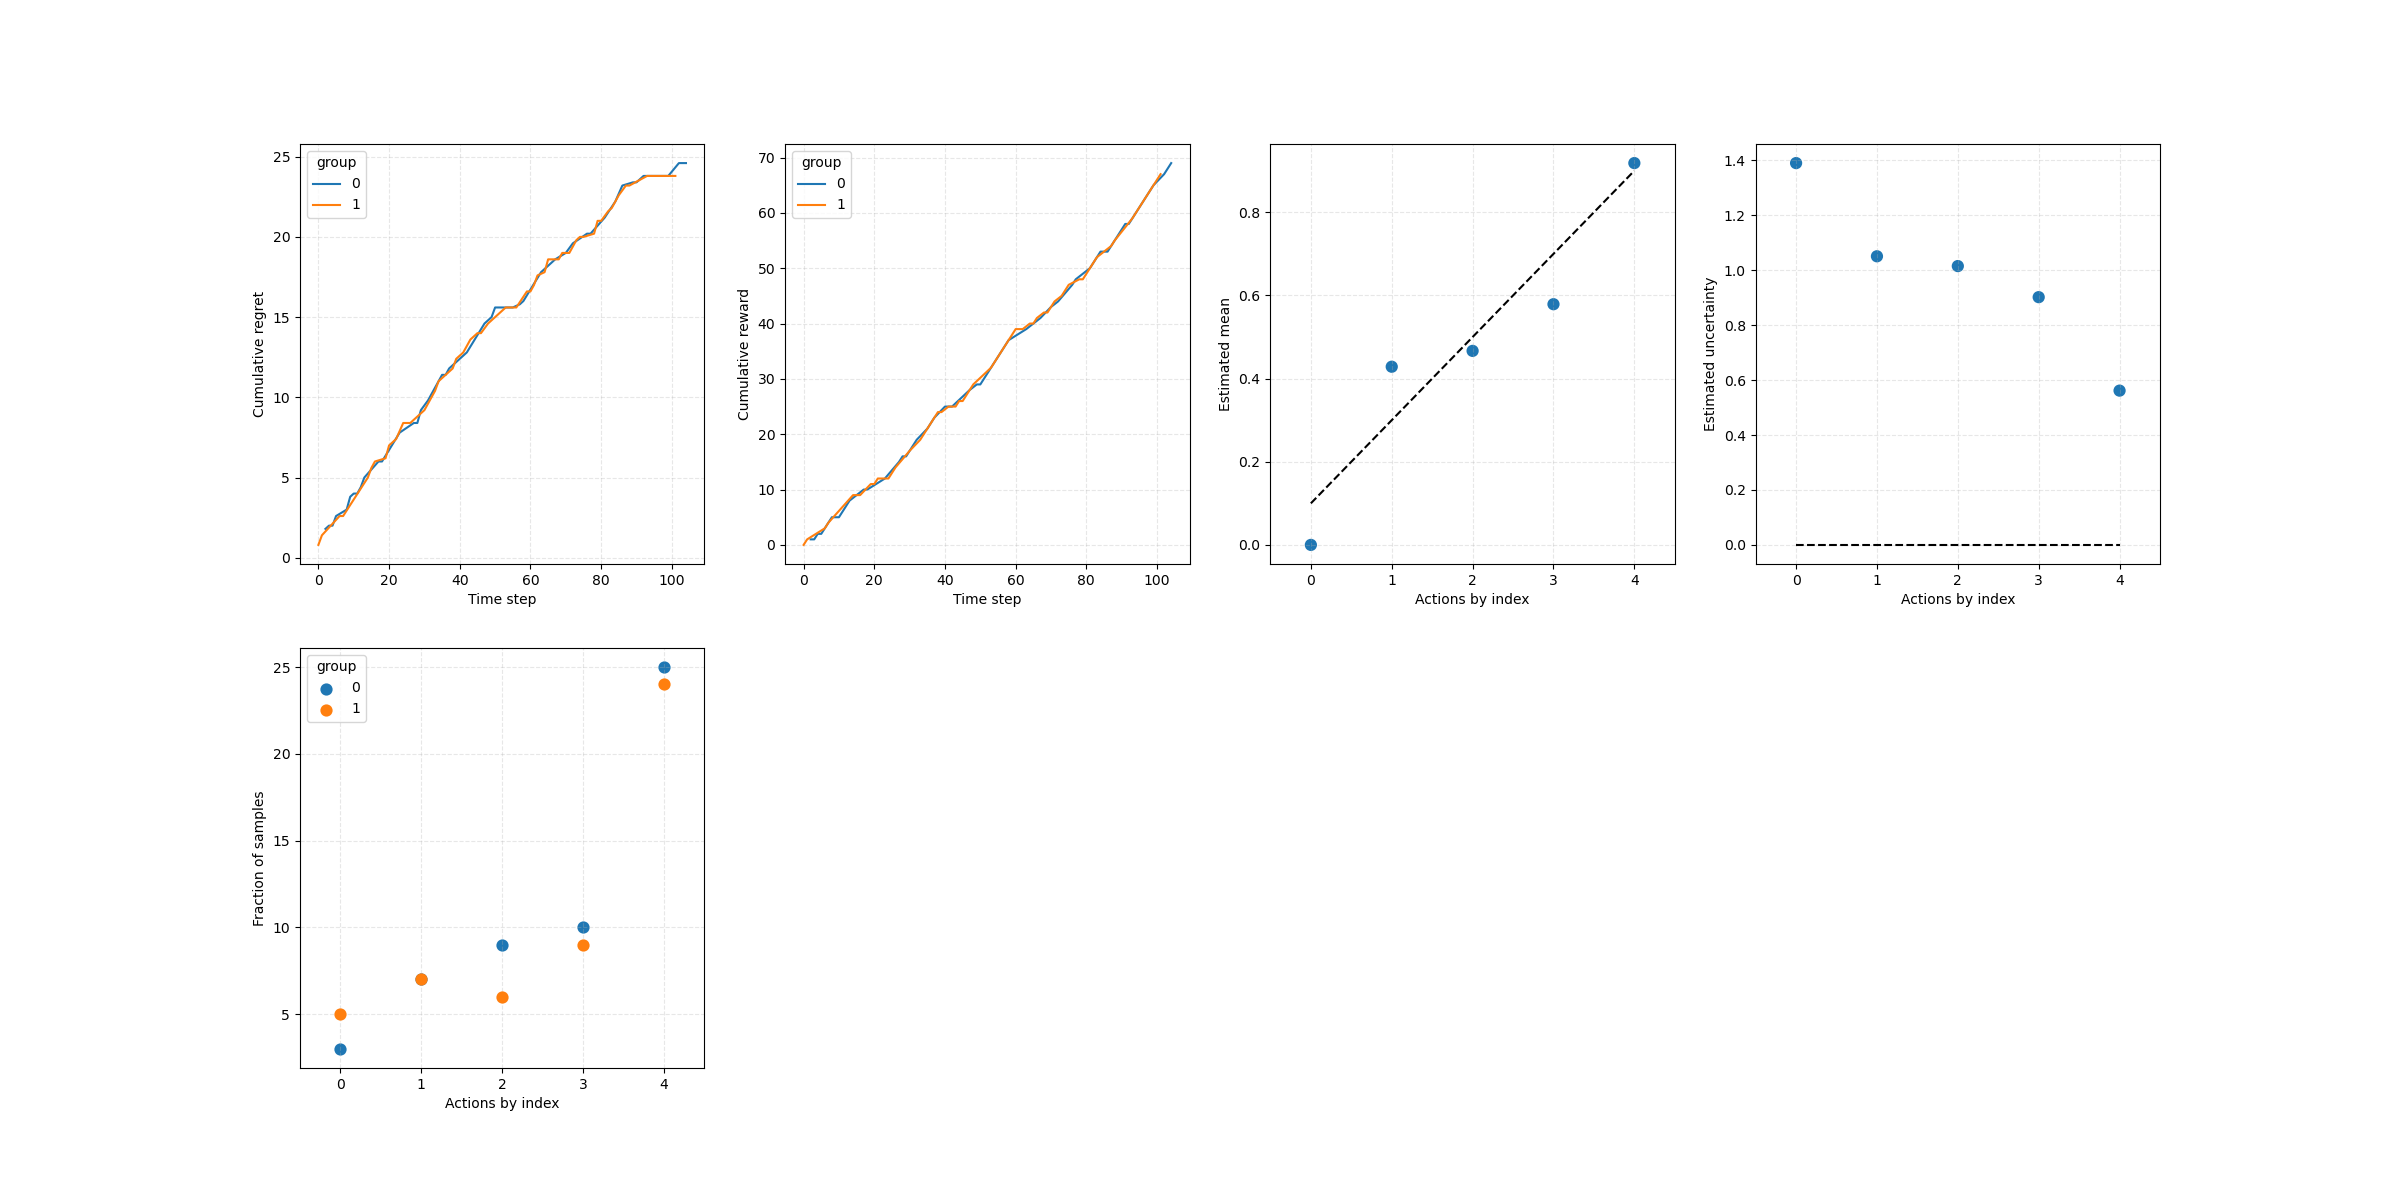 group
0
1
25
20
15
10
5
0
Cumulative regret
0 20 40 60 80 100
Time step
group
0
1
70
60
50
40
30
20
10
0
Cumulative reward
0 20 40 60 80 100
Time step
0.8
0.6
0.4
0.2
0.0
Estimated mean
0 1 2 3 4
Actions by index
1.4
1.2
1.0
0.8
0.6
0.4
0.2
0.0
Estimated uncertainty
0 1 2 3 4
Actions by index
group
0
1
25
20
15
10
5
Fraction of samples
0 1 2 3 4
Actions by index